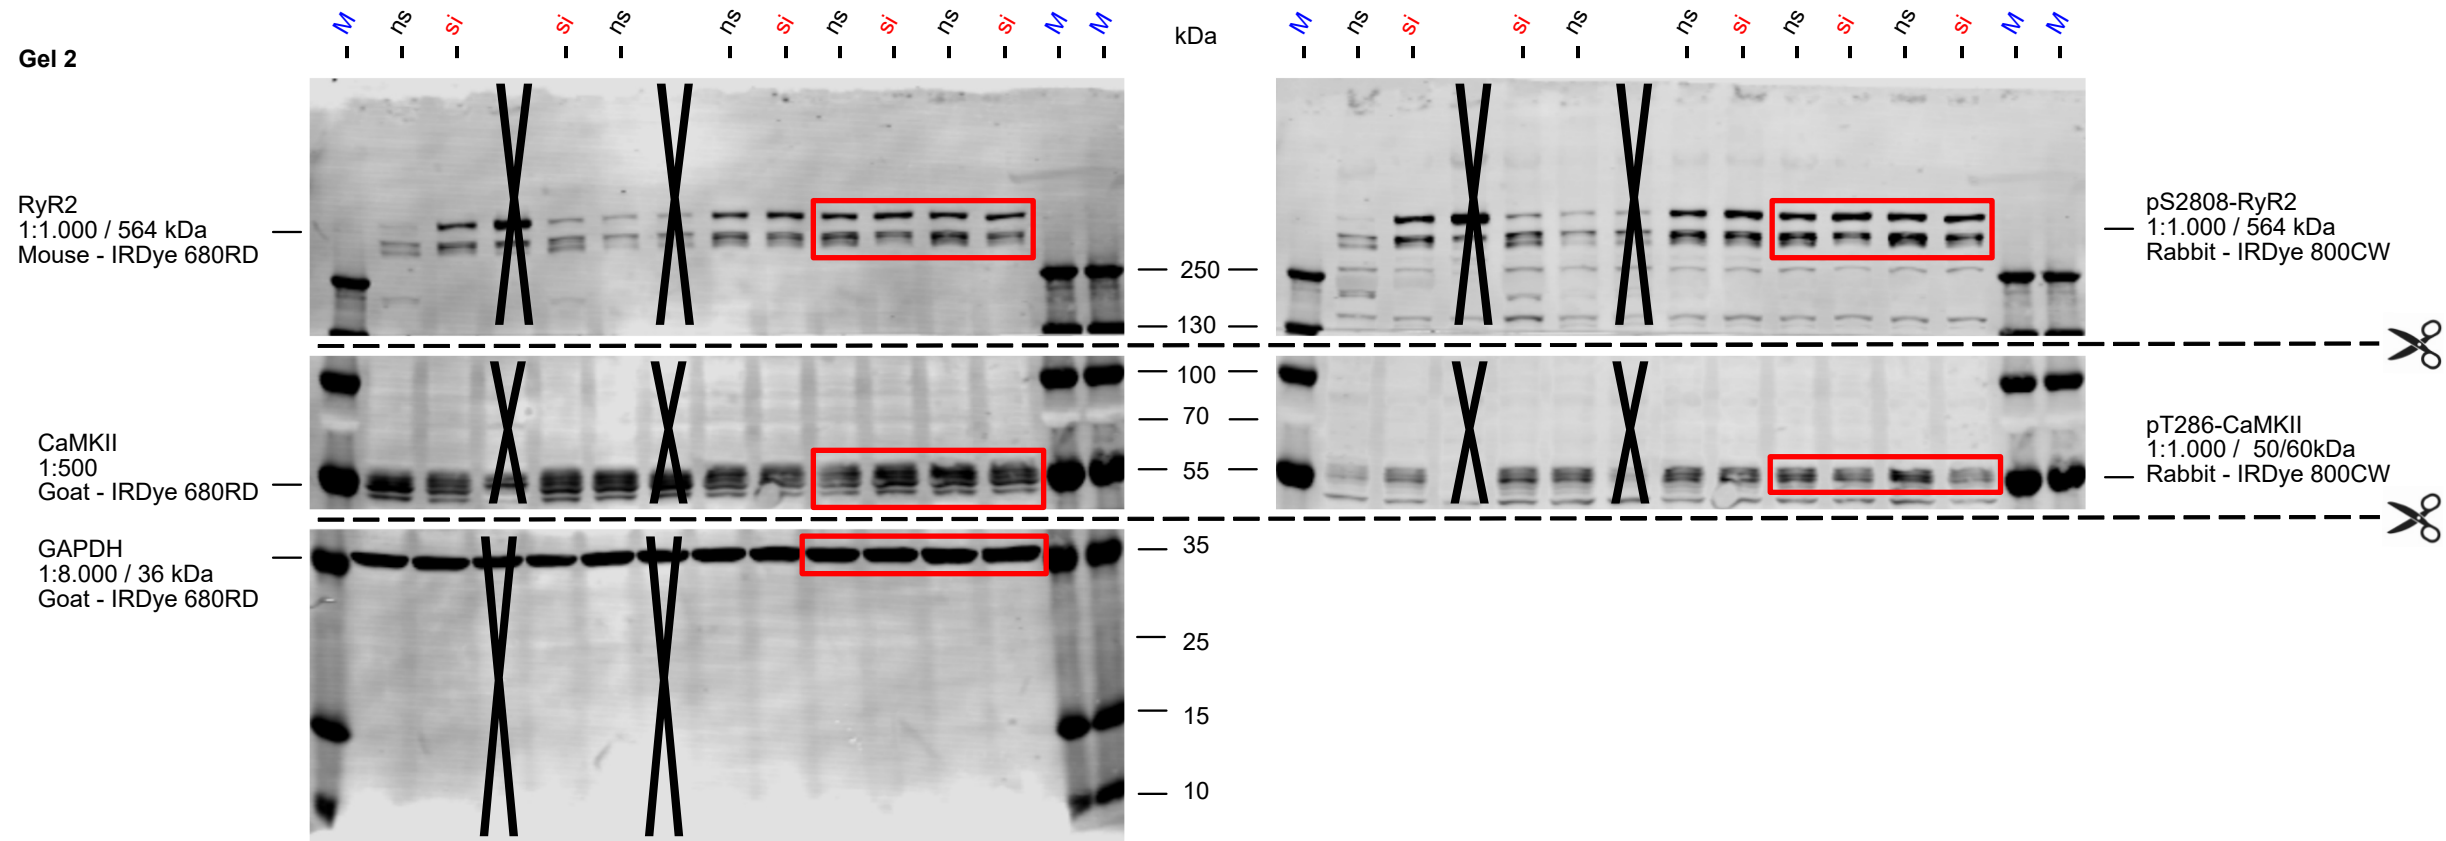 M ns si si ns ns si ns si ns si M M
kDa
M ns si si ns ns si ns si ns si M M
Gel 2
RyR2
1:1.000 / 564 kDa
Mouse - IRDye 680RD
pS2808-RyR2
1:1.000 / 564 kDa
Rabbit - IRDye 800CW
250
130
100
70
55
CaMKII
1:500
Goat - IRDye 680RD
pT286-CaMKII
1:1.000 / 50/60kDa
Rabbit - IRDye 800CW
GAPDH
1:8.000 / 36 kDa
Goat - IRDye 680RD
35
25
15
10